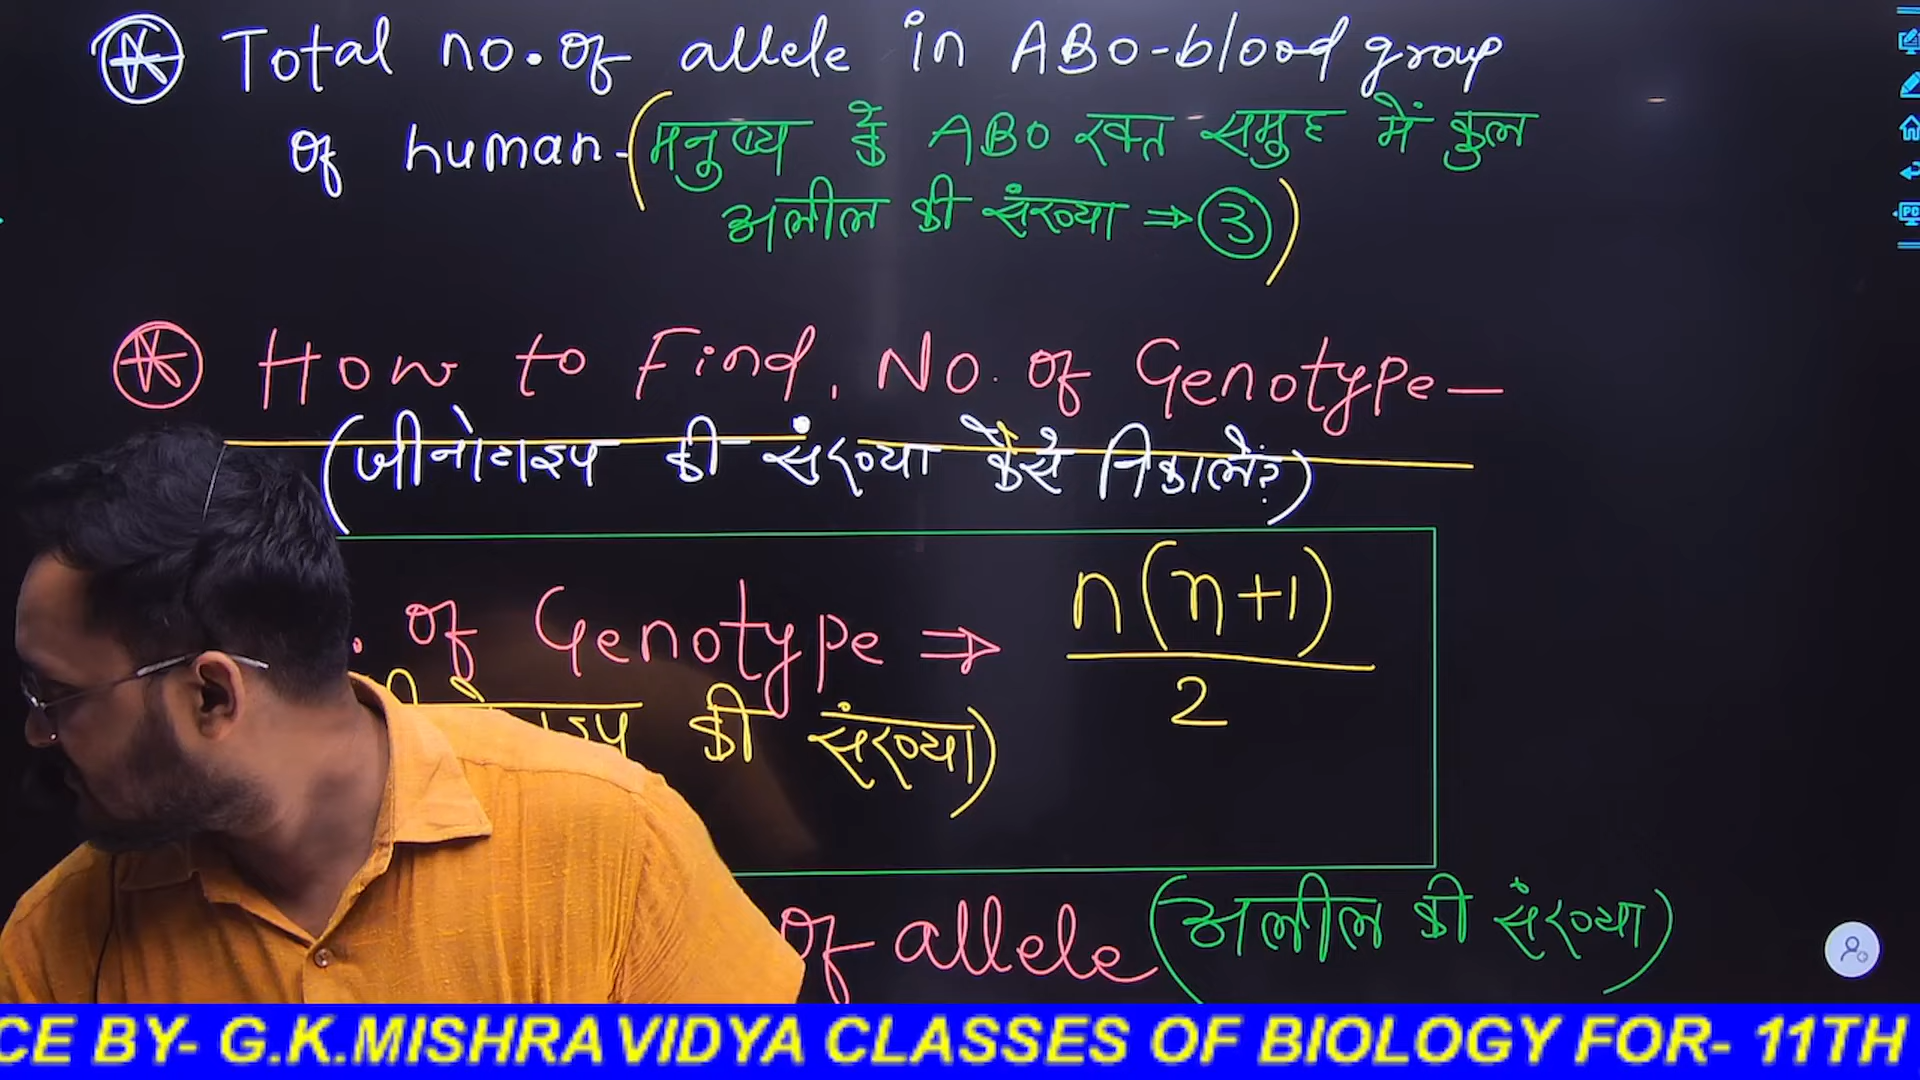 Total no. of allele in ABO-blood group
of human- (मनुष्य के ABO रक्त समुह में कुल
अलील की संख्या ⇒ 3)
How to Find, No. of Genotype-
(जीनोटाइप की संख्या कैसे निकालें?)
. of Genotype ⇒ n(n+1)
2
की संख्या)
of allele (अलील की संख्या)
CE BY- G.K.MISHRA VIDYA CLASSES OF BIOLOGY FOR- 11TH